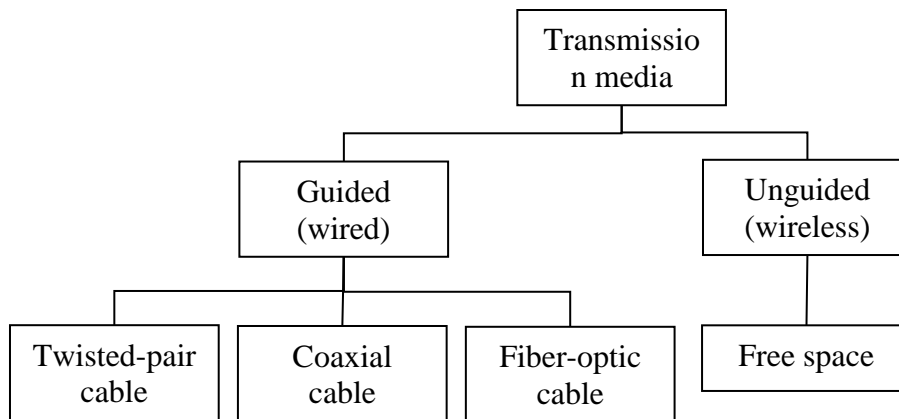 Transmissio
n media
Guided
(wired)
Unguided
(wireless)
Twisted-pair
cable
Coaxial
cable
Fiber-optic
cable
Free space